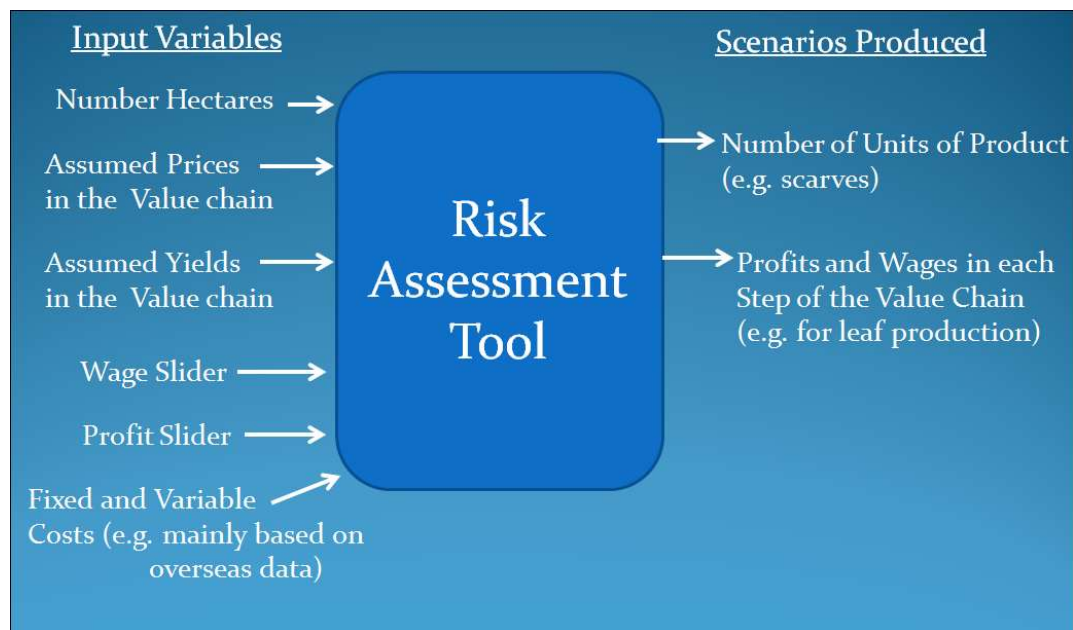 Input Variables
Number Hectares
Assumed Prices
in the Value chain
Assumed Yields
in the Value chain
Wage Slider
Profit Slider
Fixed and Variable
Costs (e.g. mainly based on
overseas data)
Risk
Assessment
Tool
Scenarios Produced
Number of Units of Product
(e.g. scarves)
Profits and Wages in each
Step of the Value Chain
(e.g. for leaf production)